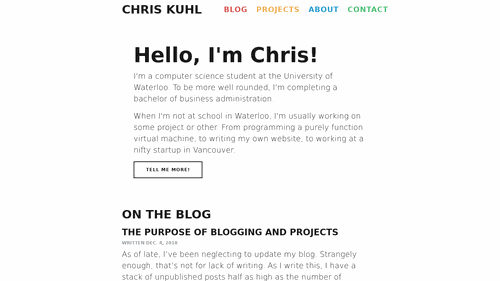 CHRIS KUHL
BLOG PROJECTS ABOUT CONTACT
Hello, I'm Chris!
I'm a computer science student at the University of
Waterloo. To be more well rounded, I'm completing a
bachelor of business administration.
When I'm not at school in Waterloo, I'm usually working on
some project or other. From programming a purely function
virtual machine, to writing my own website, to working at a
nifty startup in Vancouver.
TELL ME MORE!
ON THE BLOG
THE PURPOSE OF BLOGGING AND PROJECTS
WRITTEN DEC. 4, 2018
As of late, I've been neglecting to update my blog. Strangely
enough, that's not for lack of writing. As I write this, I have a
stack of unpublished posts half as high as the number of